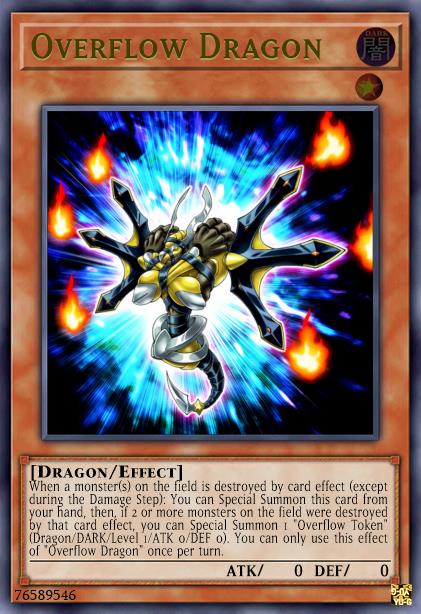 OVERFLOW DRAGON
DARK
闇
[DRAGON/EFFECT]
When a monster(s) on the field is destroyed by card effect (except
during the Damage Step): You can Special Summon this card from
your hand, then, if 2 or more monsters on the field were destroyed
by that card effect, you can Special Summon 1 "Overflow Token"
(Dragon/DARK/Level 1/ATK 0/DEF 0). You can only use this effect
of "Overflow Dragon" once per turn.
ATK/ 0 DEF/ 0
76589546